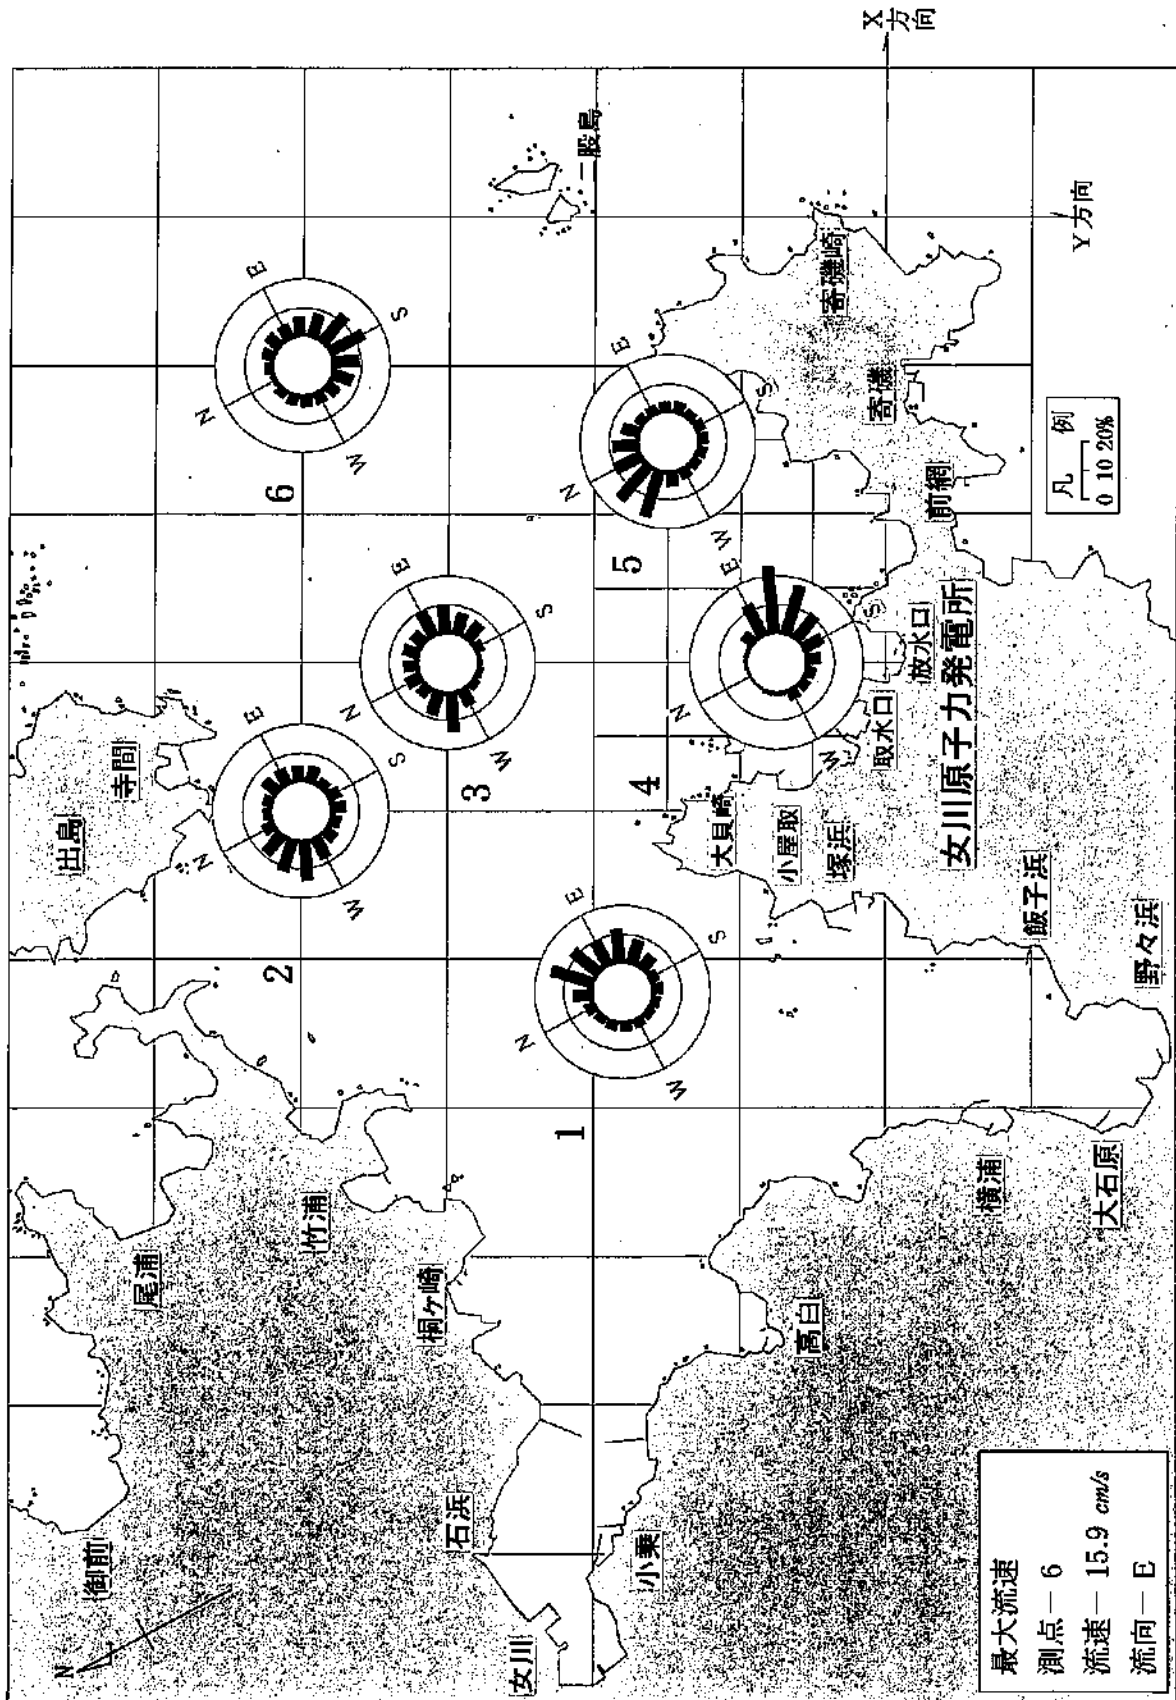 御前
尾浦
竹浦
桐ヶ崎
石浜
女川
小乗
高白
横浦
大石原
野々浜
飯子浜
塚浜
小屋取
大貝崎
出島
寺間
二股島
寄磯崎
寄磯
前網
放水口
取水口
女川原子力発電所
N
1
N
E
S
W
2
N
E
S
W
3
N
E
S
W
4
N
E
S
W
5
N
E
S
W
6
N
E
S
W
X方向
Y方向
凡例
0 10 20%
最大流速
測点－6
流速－15.9 cm/s
流向－E